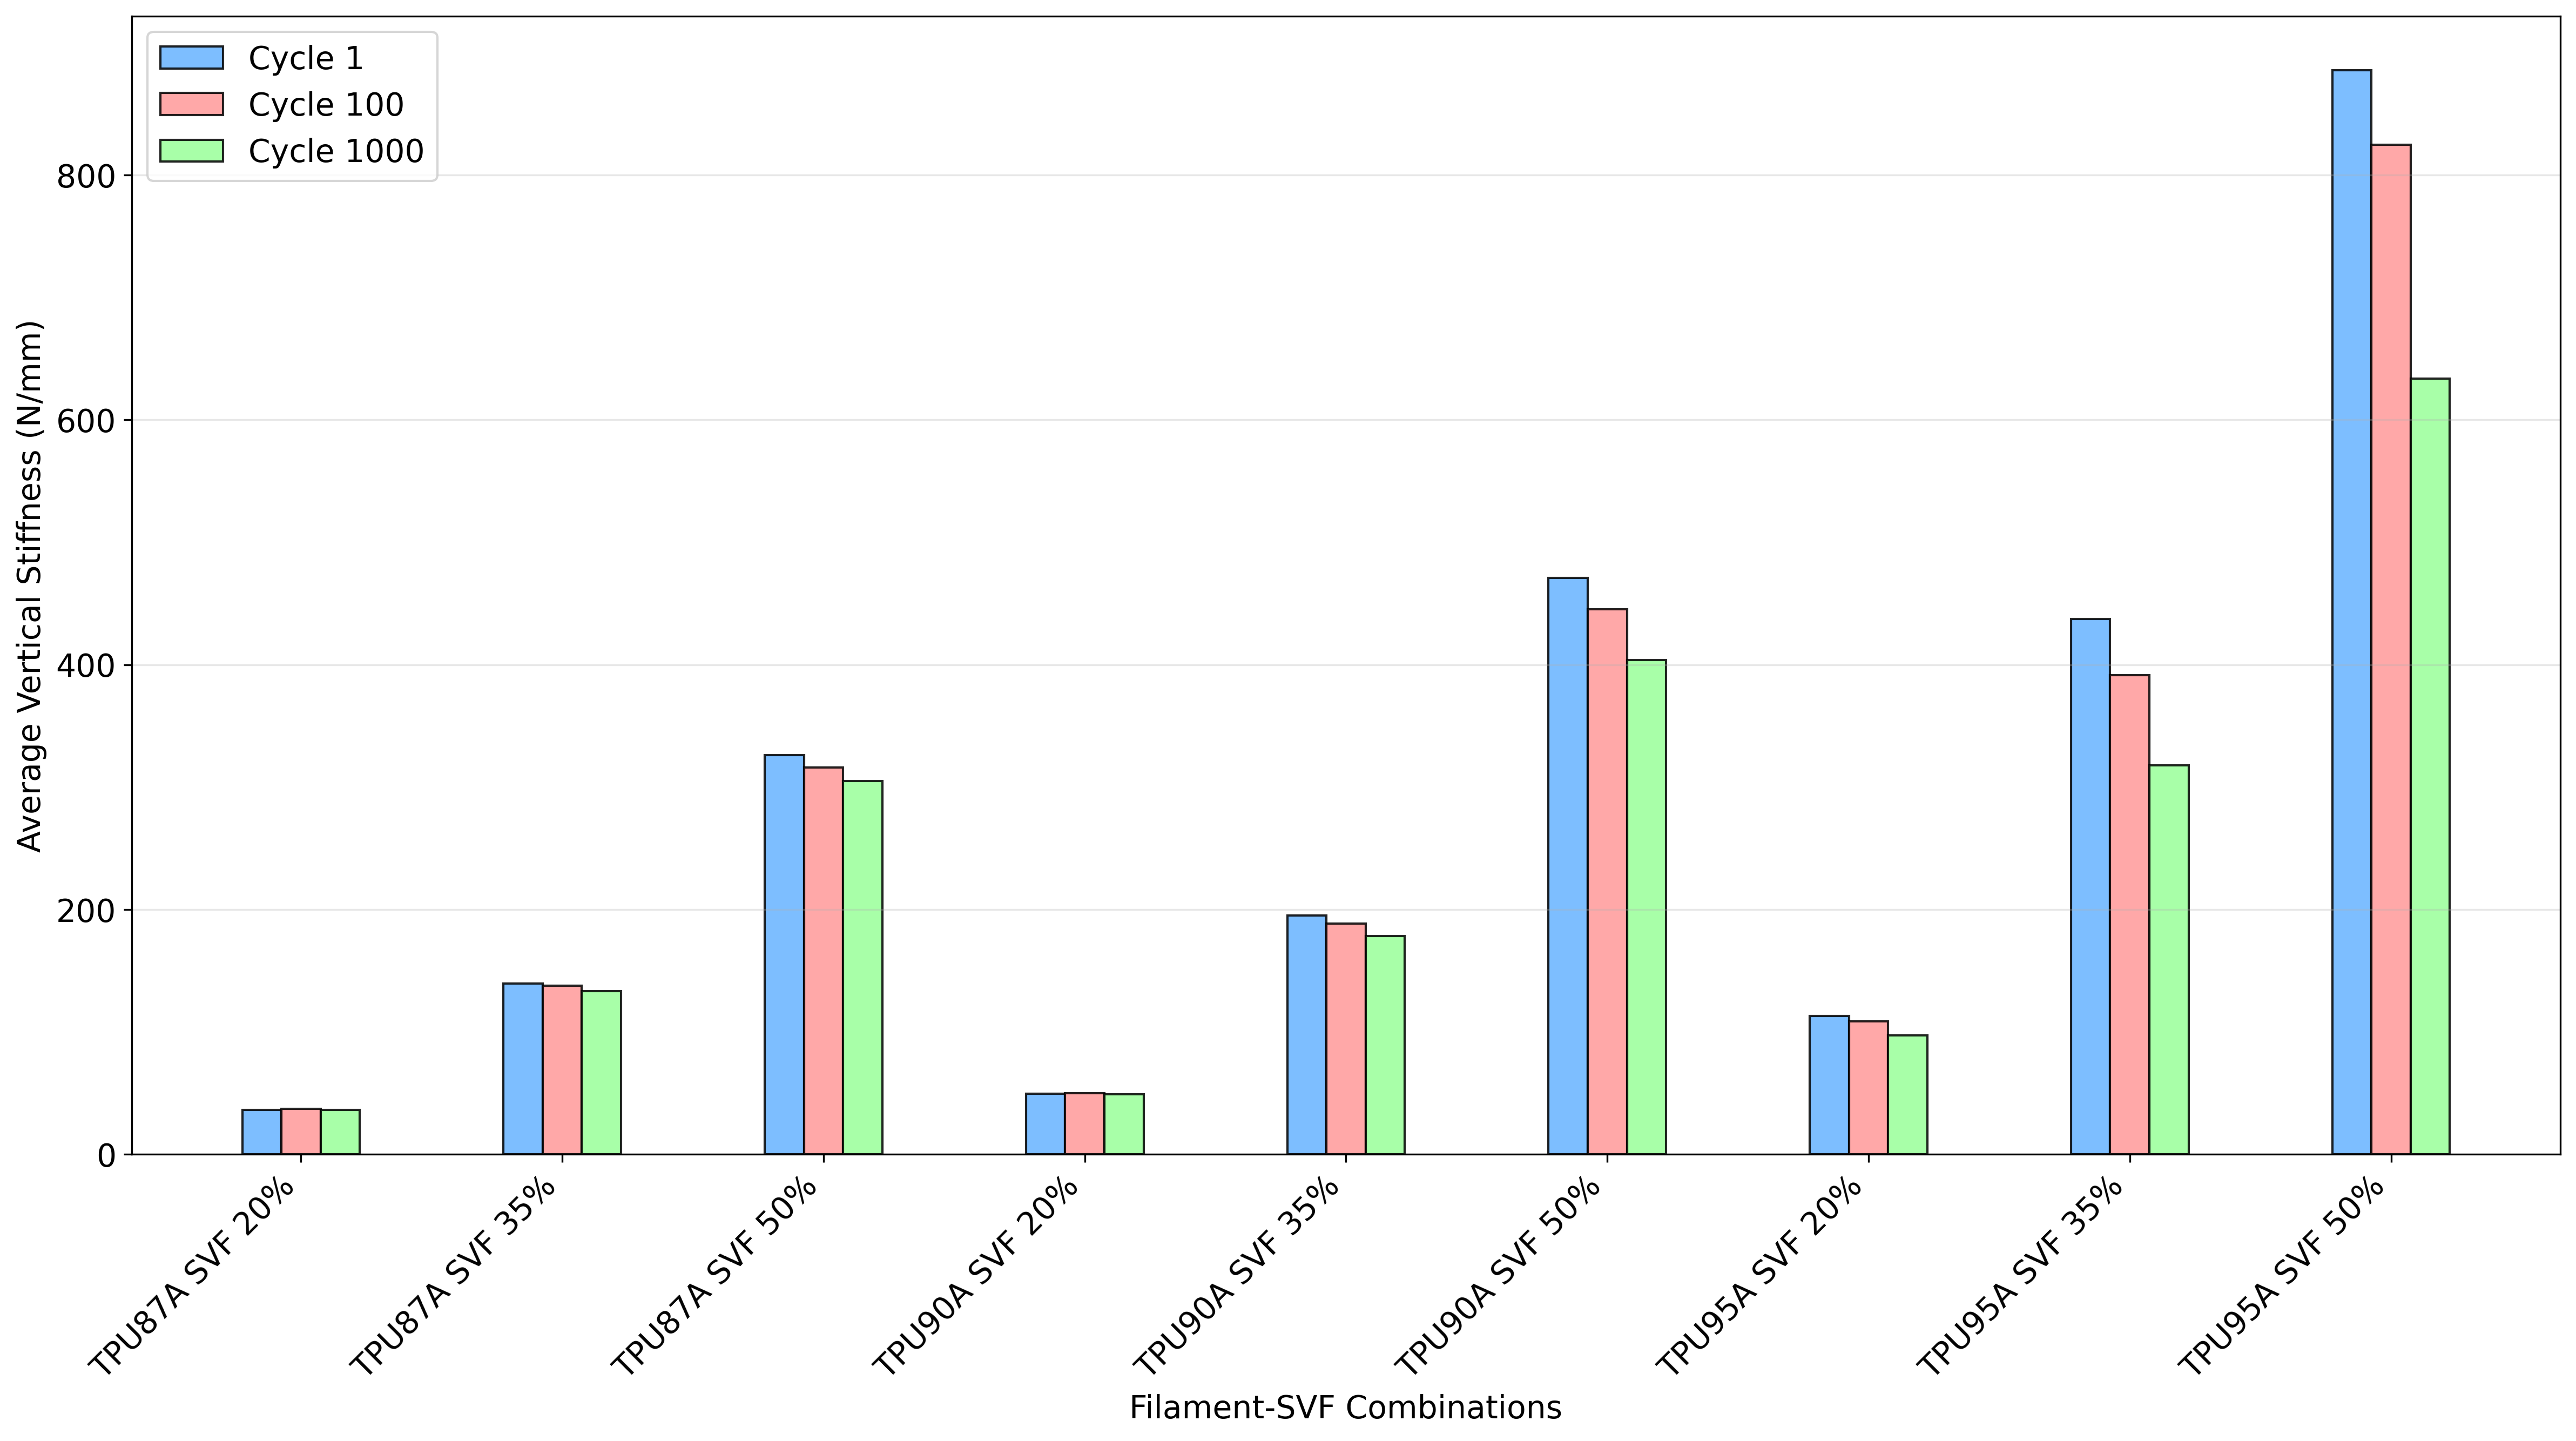 Cycle 1
Cycle 100
Cycle 1000
Average Vertical Stiffness (N/mm)
800
600
400
200
0
TPU87A SVF 20%
TPU87A SVF 35%
TPU87A SVF 50%
TPU90A SVF 20%
TPU90A SVF 35%
TPU90A SVF 50%
TPU95A SVF 20%
TPU95A SVF 35%
TPU95A SVF 50%
Filament-SVF Combinations